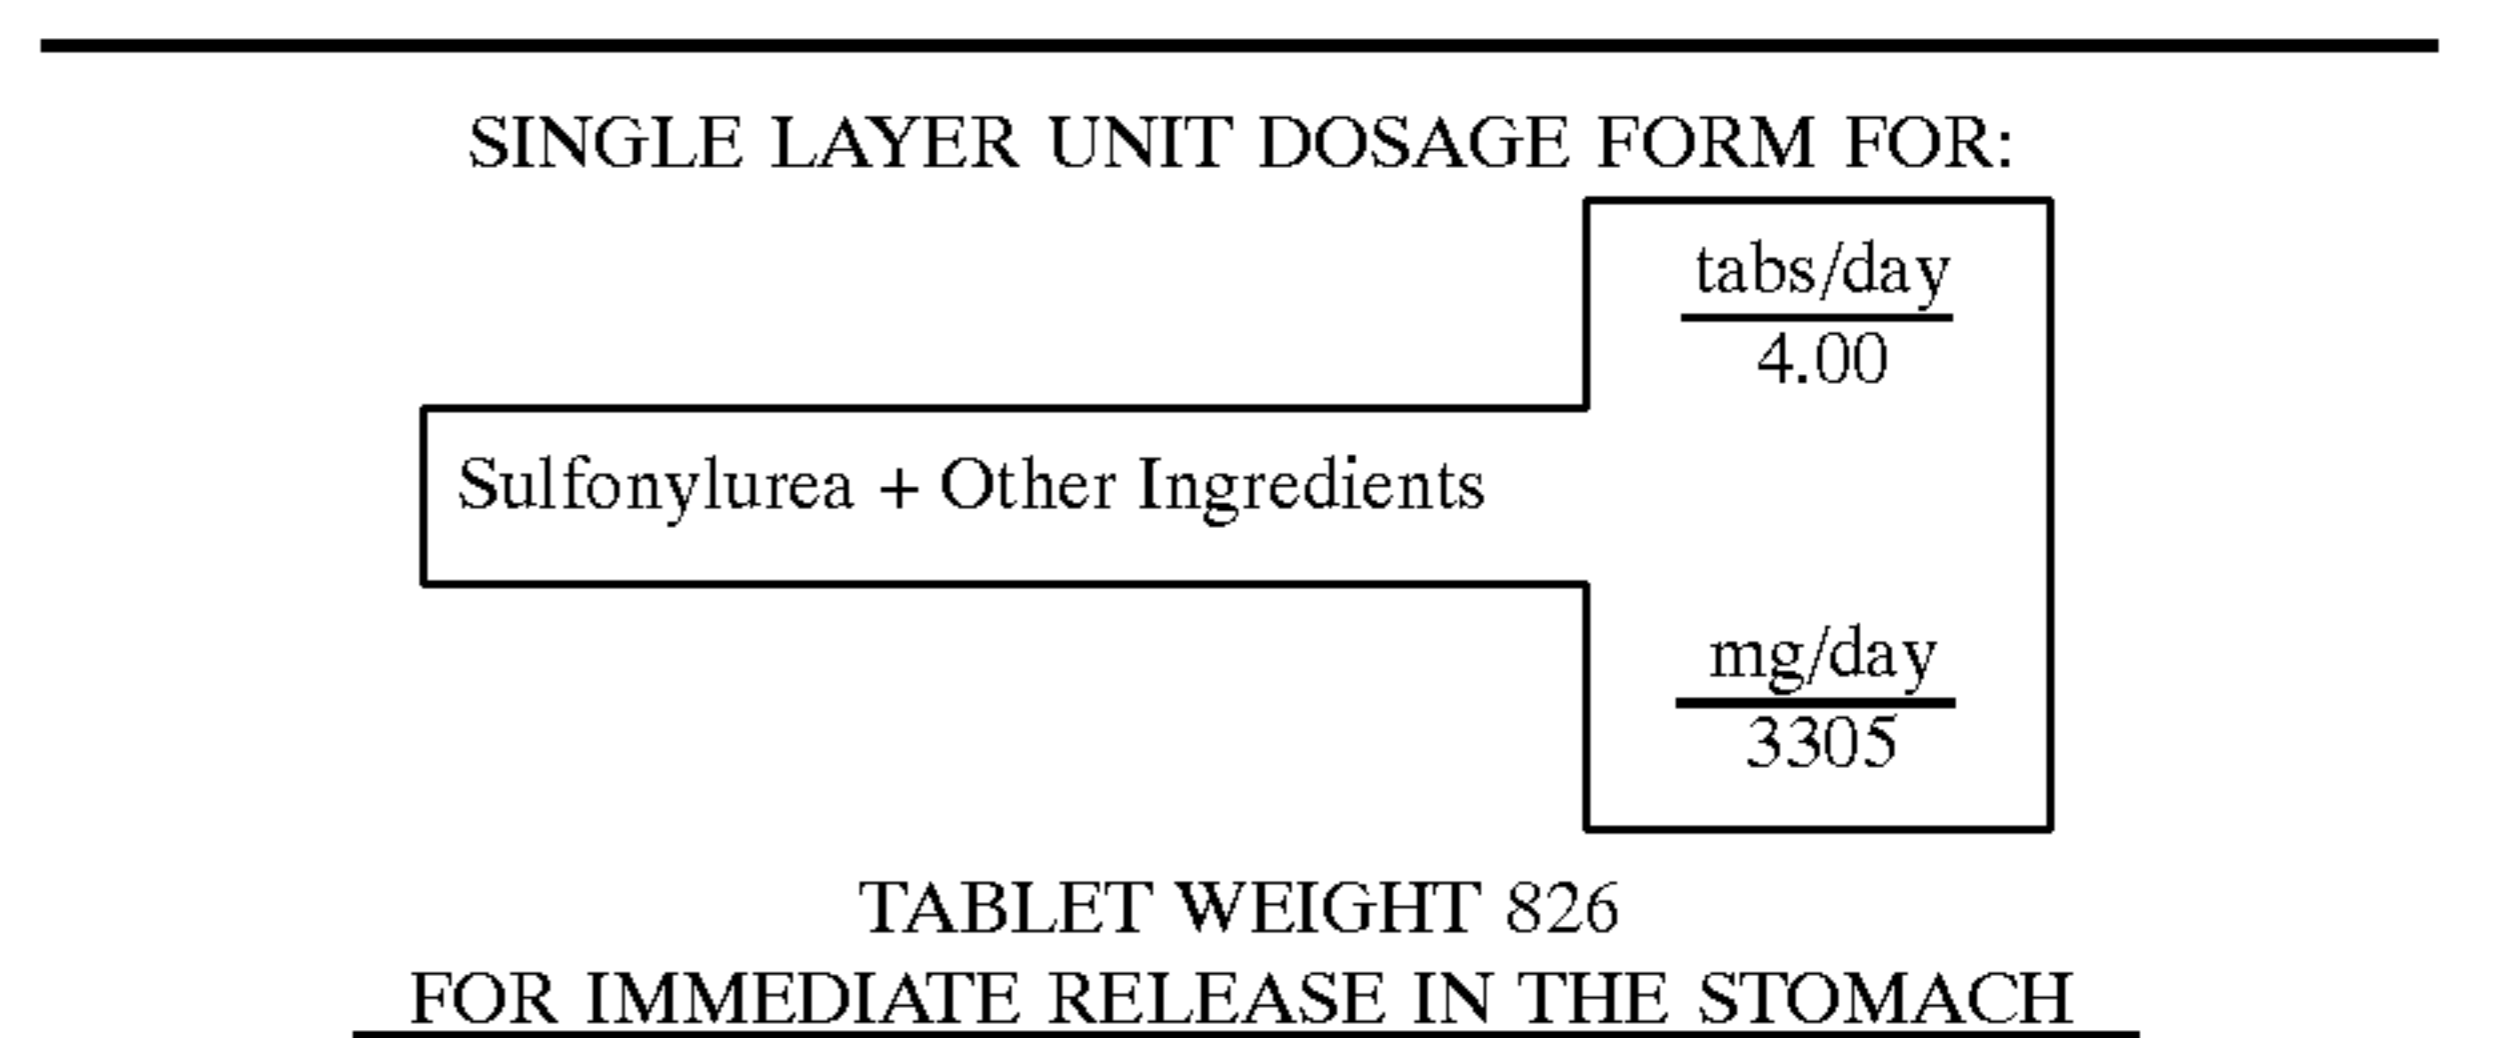 SINGLE LAYER UNIT DOSAGE FORM FOR:
tabs/day
4.00
Sulfonylurea + Other Ingredients
mg/day
3305
TABLET WEIGHT 826
FOR IMMEDIATE RELEASE IN THE STOMACH